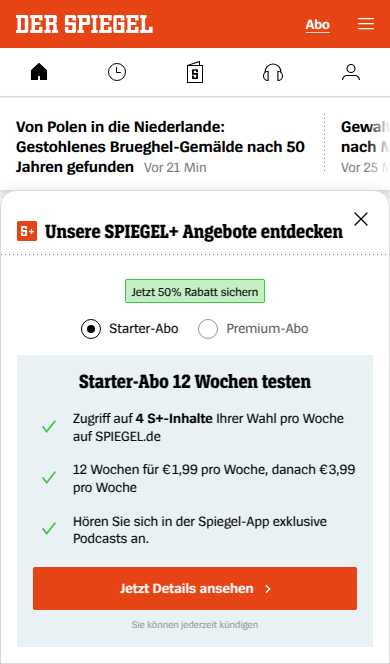 DER SPIEGEL
Abo
Von Polen in die Niederlande:
Gestohlenes Brueghel-Gemälde nach 50
Jahren gefunden Vor 21 Min
nach
Vor 25
S+ Unsere SPIEGEL+ Angebote entdecken
Jetzt 50% Rabatt sichern
Starter-Abo
Premium-Abo
Starter-Abo 12 Wochen testen
Zugriff auf 4 S+-Inhalte Ihrer Wahl pro Woche
auf SPIEGEL.de
12 Wochen für €1,99 pro Woche, danach €3,99
pro Woche
Hören Sie sich in der Spiegel-App exklusive
Podcasts an.
Jetzt Details ansehen
Sie können jederzeit kündigen